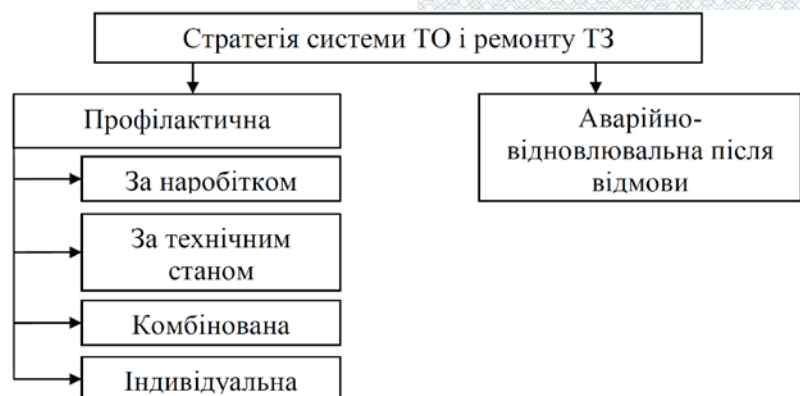 Стратегія системи ТО і ремонту ТЗ
Профілактична
Аварійно-
відновлювальна після
відмови
За наробітком
За технічним
станом
Комбінована
Індивідуальна